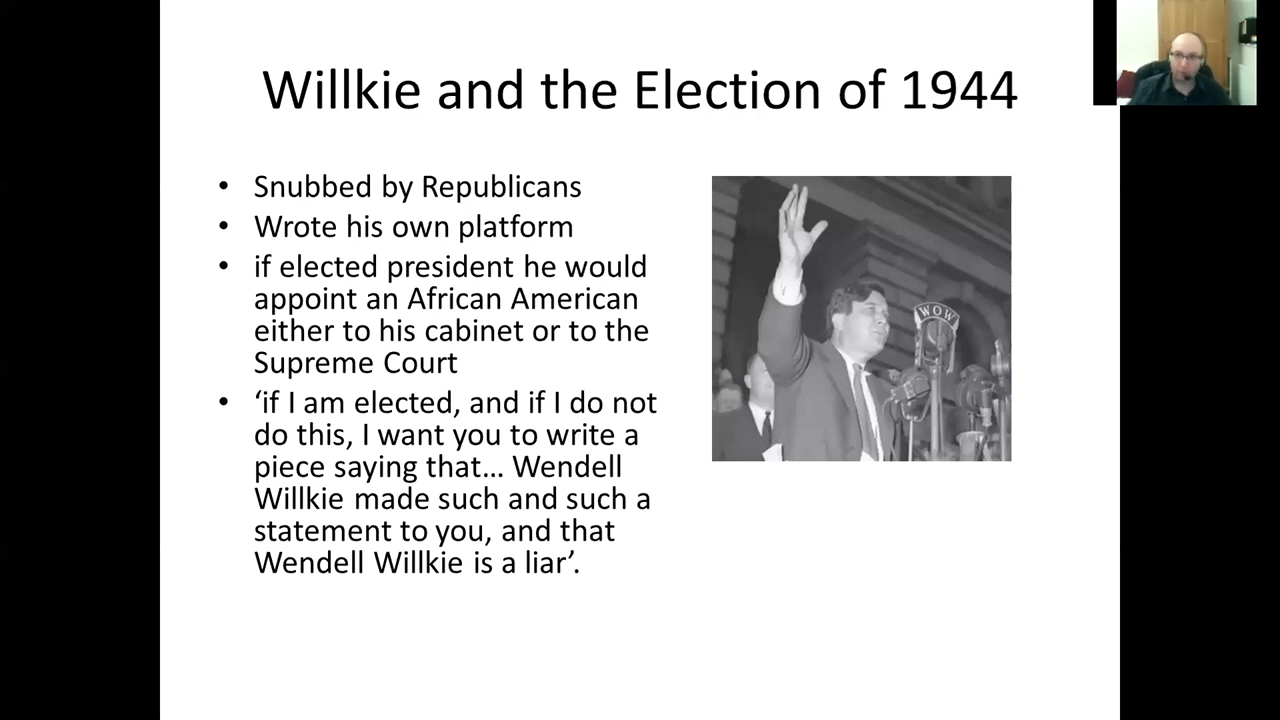 Willkie and the Election of 1944
• Snubbed by Republicans
• Wrote his own platform
• if elected president he would
appoint an African American
either to his cabinet or to the
Supreme Court
• ‘if I am elected, and if I do not
do this, I want you to write a
piece saying that… Wendell
Willkie made such and such a
statement to you, and that
Wendell Willkie is a liar’.
WOW